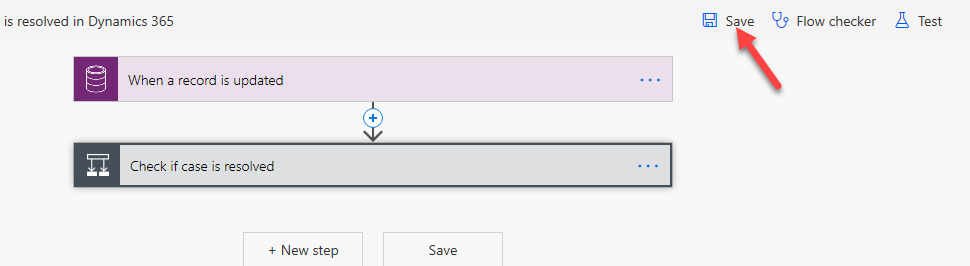 is resolved in Dynamics 365
Save
Flow checker
Test
When a record is updated
...
Check if case is resolved
...
+ New step
Save